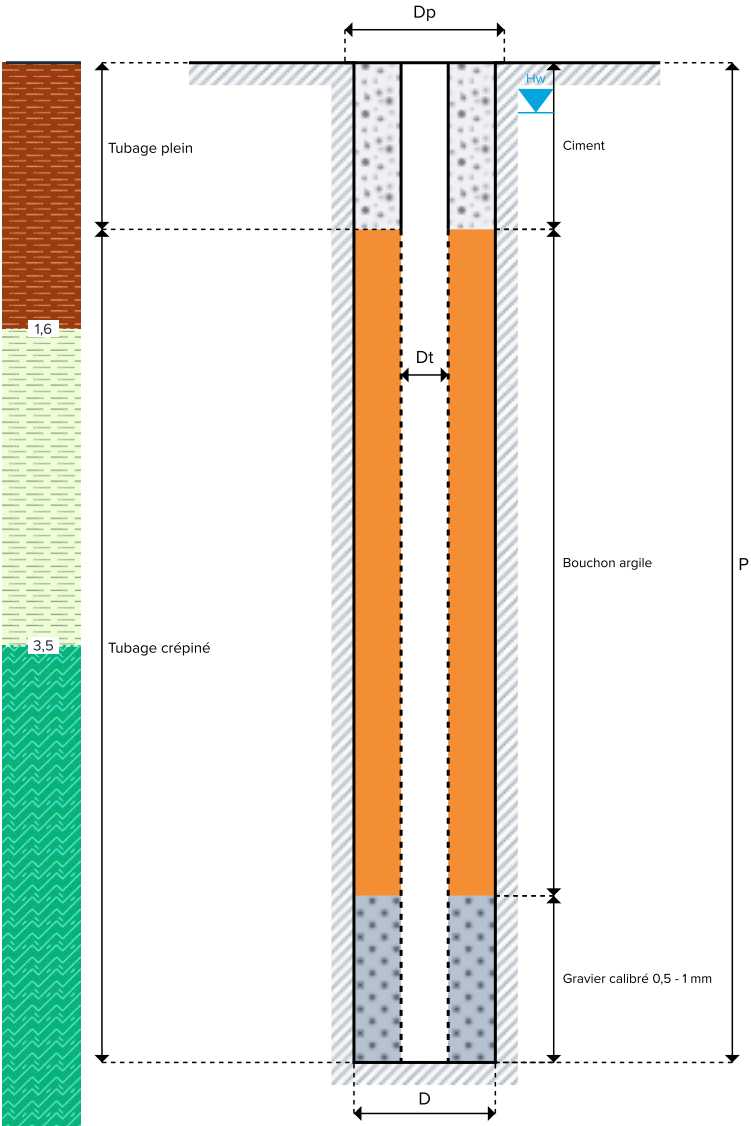 Dp
Hw
Tubage plein
Ciment
1,6
Dt
Bouchon argile
P
3,5
Tubage crépiné
Gravier calibré 0,5 - 1 mm
D